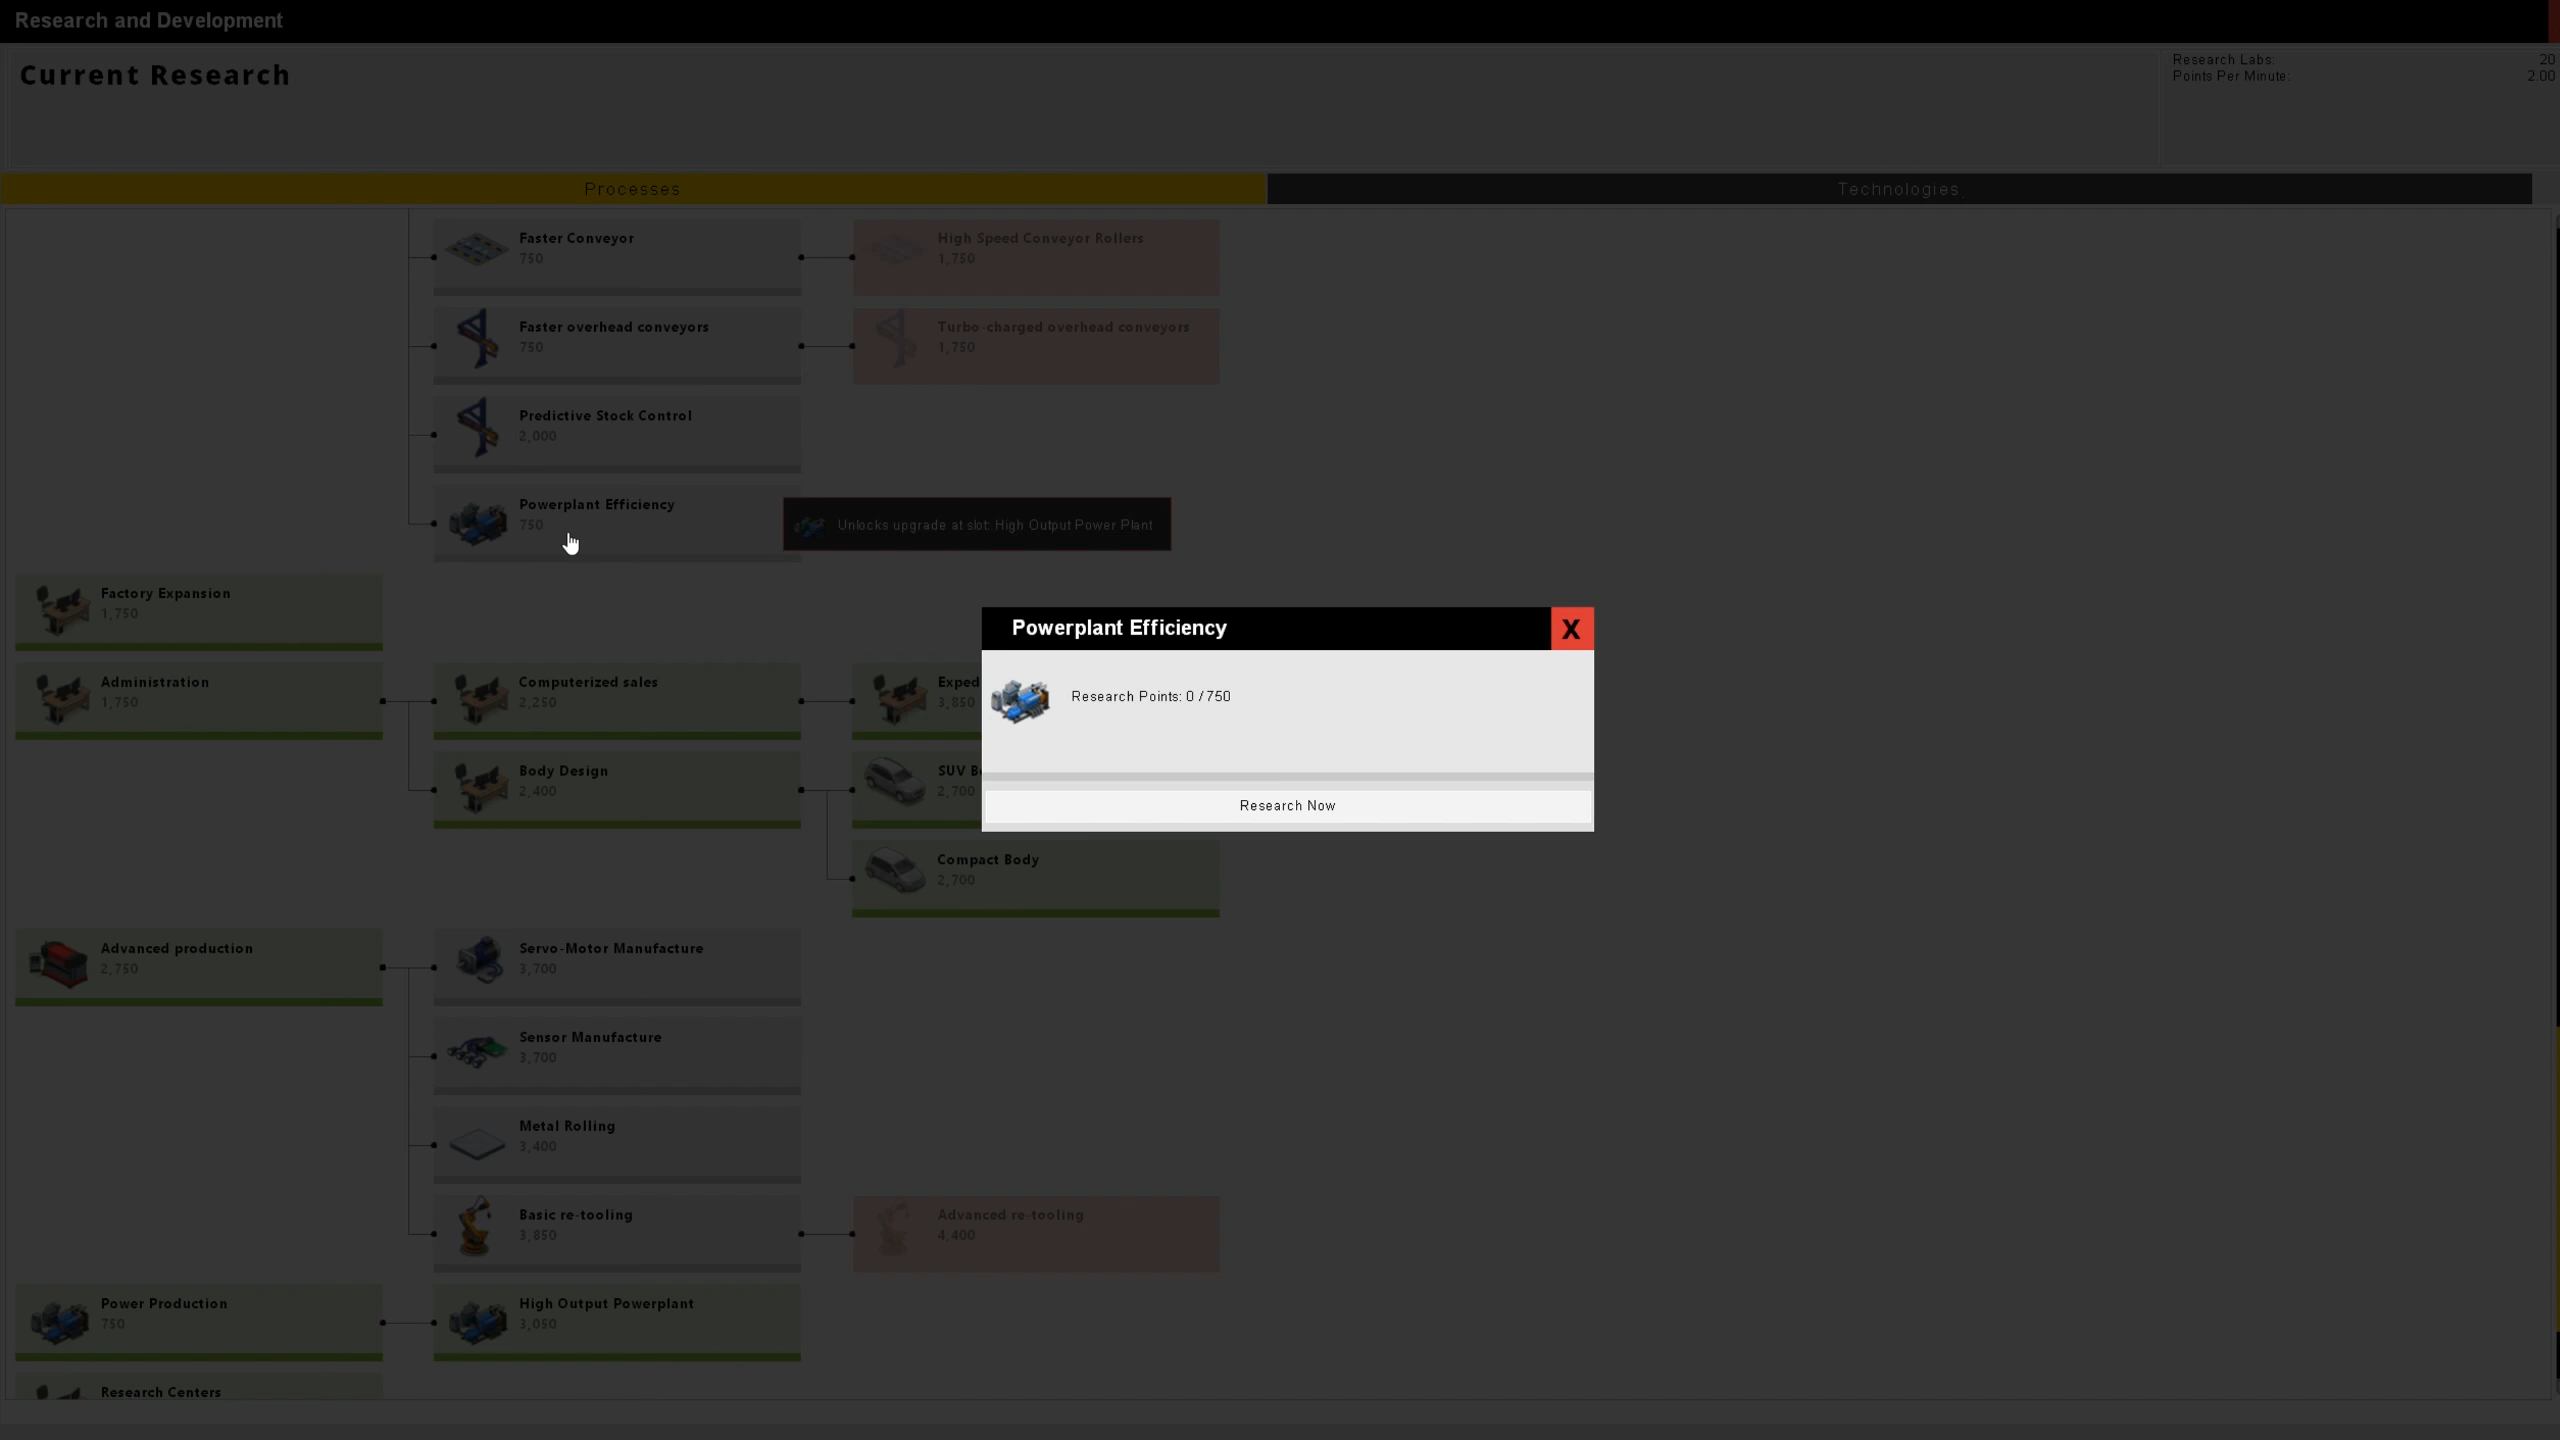 Research and Development
Current Research
Research Labs: 20
Points Per Minute: 2.00
Processes
Technologies
Faster Conveyor
750
High Speed Conveyor Rollers
1,750
Faster overhead conveyors
750
Turbo-charged overhead conveyors
1,750
Predictive Stock Control
2,000
Powerplant Efficiency
750
Unlocks upgrade at slot: High Output Power Plant
Factory Expansion
1,750
Powerplant Efficiency
X
Research Points: 0 / 750
Research Now
Administration
1,750
Computerized sales
2,250
Exped
3,850
Body Design
2,400
SUV B
2,700
Compact Body
2,700
Advanced production
2,750
Servo-Motor Manufacture
3,700
Sensor Manufacture
3,700
Metal Rolling
3,400
Basic re-tooling
3,850
Advanced re-tooling
4,400
Power Production
750
High Output Powerplant
3,050
Research Centers